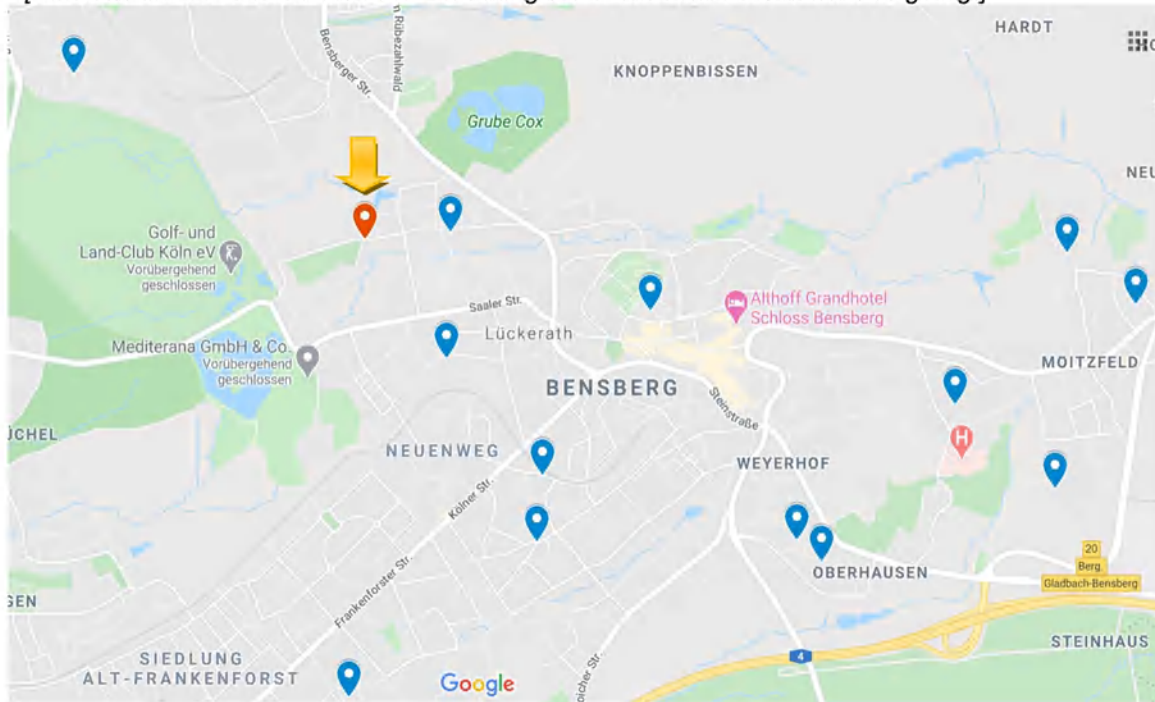 HARDT
Bensberger Str.
m Rübezahlwald
KNOPPENBISSEN
Grube Cox
NEU
Golf- und
Land-Club Köln eV
Vorübergehend
geschlossen
Saaler Str.
Althoff Grandhotel
Schloss Bensberg
Lückerath
Mediterana GmbH & Co.
Vorübergehend
geschlossen
MOITZFELD
BENSBERG
Steinstraße
ÜCHEL
NEUENWEG
H
WEYERHOF
Kölner Str.
20
Berg.
Gladbach-Bensberg
OBERHAUSEN
GEN
Frankenforster Str.
STEINHAUS
SIEDLUNG
ALT-FRANKENFORST
4
oicher Str.
Google